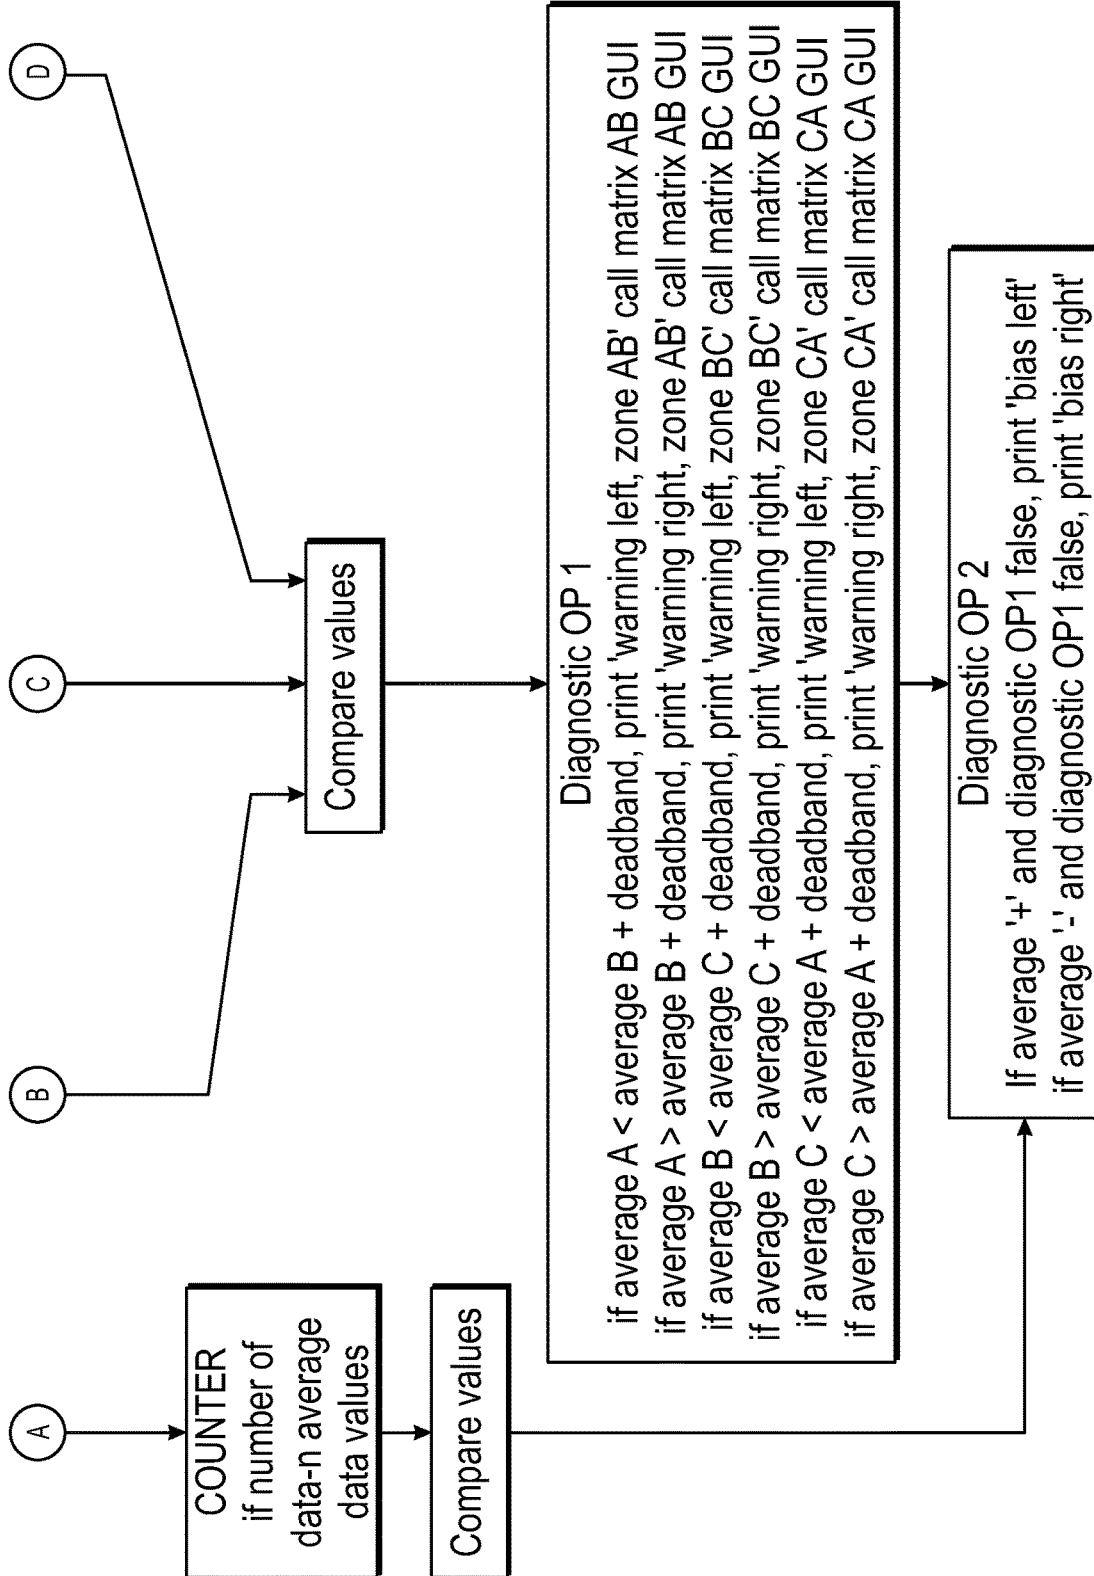 A
B
C
D
COUNTER
if number of
data-n average
data values
Compare values
Compare values
Diagnostic OP 1
if average A < average B + deadband, print 'warning left, zone AB' call matrix AB GUI
if average A > average B + deadband, print 'warning right, zone AB' call matrix AB GUI
if average B < average C + deadband, print 'warning left, zone BC' call matrix BC GUI
if average B > average C + deadband, print 'warning right, zone BC' call matrix BC GUI
if average C < average A + deadband, print 'warning left, zone CA' call matrix CA GUI
if average C > average A + deadband, print 'warning right, zone CA' call matrix CA GUI
Diagnostic OP 2
If average '+' and diagnostic OP1 false, print 'bias left'
if average '-' and diagnostic OP1 false, print 'bias right'